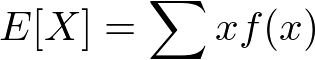 E[X] = ∑ xf(x)